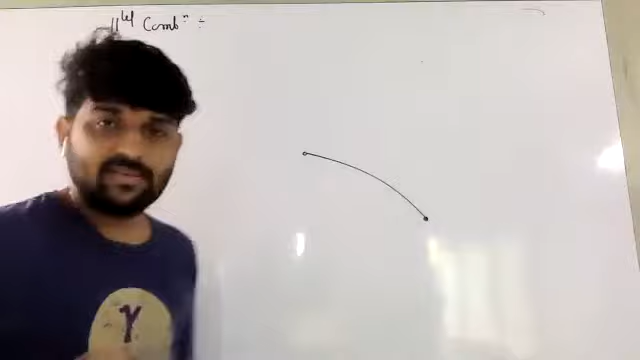 ||el Combⁿ :-
γ